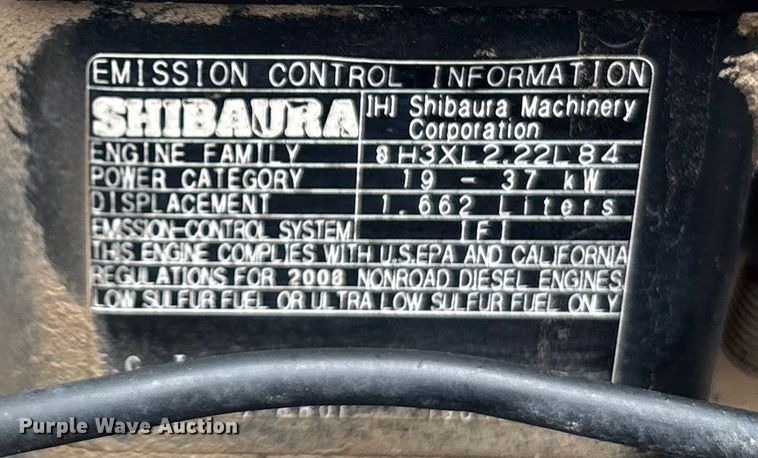 EMISSION CONTROL INFORMATION
SHIBAURA IHI Shibaura Machinery Corporation
ENGINE FAMILY 8H3XL2.22L84
POWER CATEGORY 19 - 37 kW
DISPLACEMENT 1.662 Liters
EMISSION CONTROL SYSTEM IFI
THIS ENGINE COMPLIES WITH U.S.EPA AND CALIFORNIA
REGULATIONS FOR 2008 NONROAD DIESEL ENGINES
LOW SULFUR FUEL OR ULTRA LOW SULFUR FUEL ONLY
Purple Wave Auction